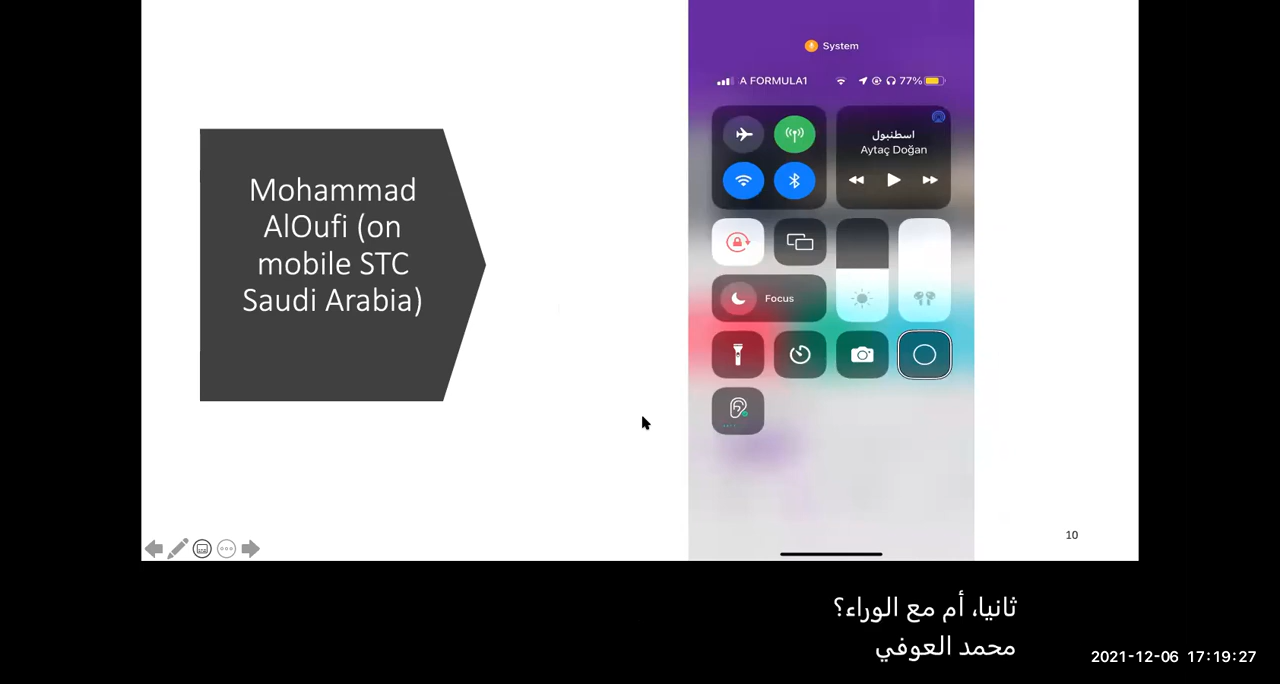 Mohammad
AlOufi (on
mobile STC
Saudi Arabia)
System
A FORMULA1
77%
اسطنبول
Aytaç Doğan
Focus
10
ثانيا، أم مع الوراء؟
محمد العوفي
2021-12-06 17:19:27